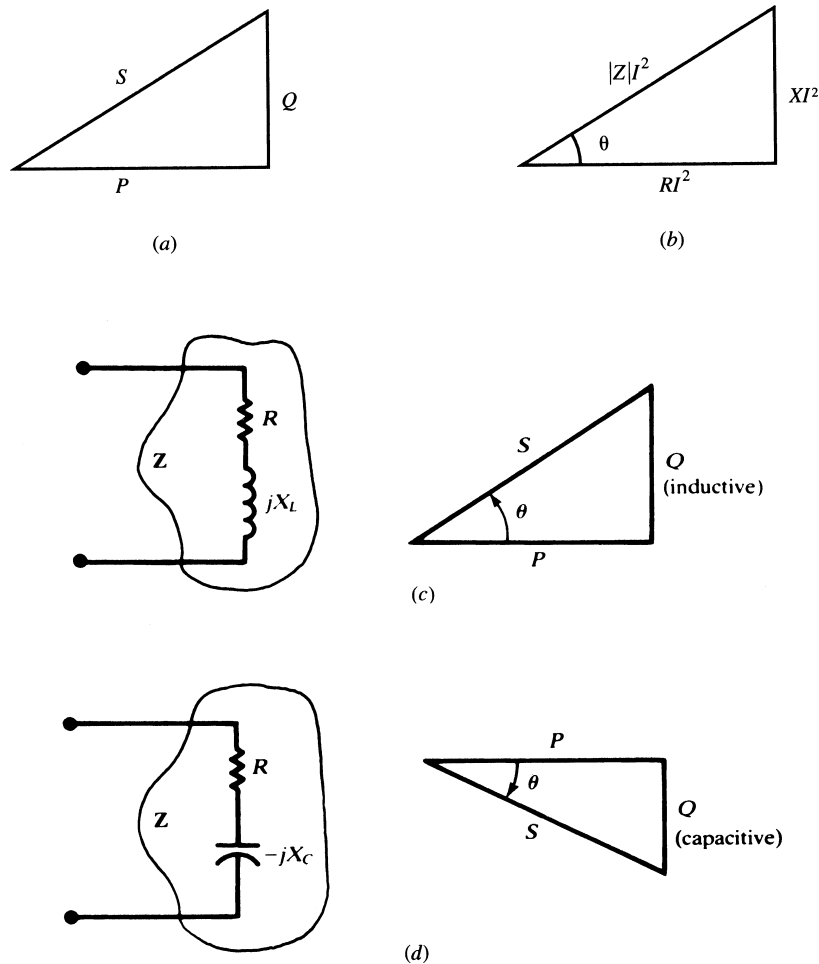 S
Q
P
(a)
|Z|I²
XI²
θ
RI²
(b)
R
Z
jX_L
S
Q
(inductive)
θ
P
(c)
R
Z
-jX_C
P
θ
Q
S
(capacitive)
(d)